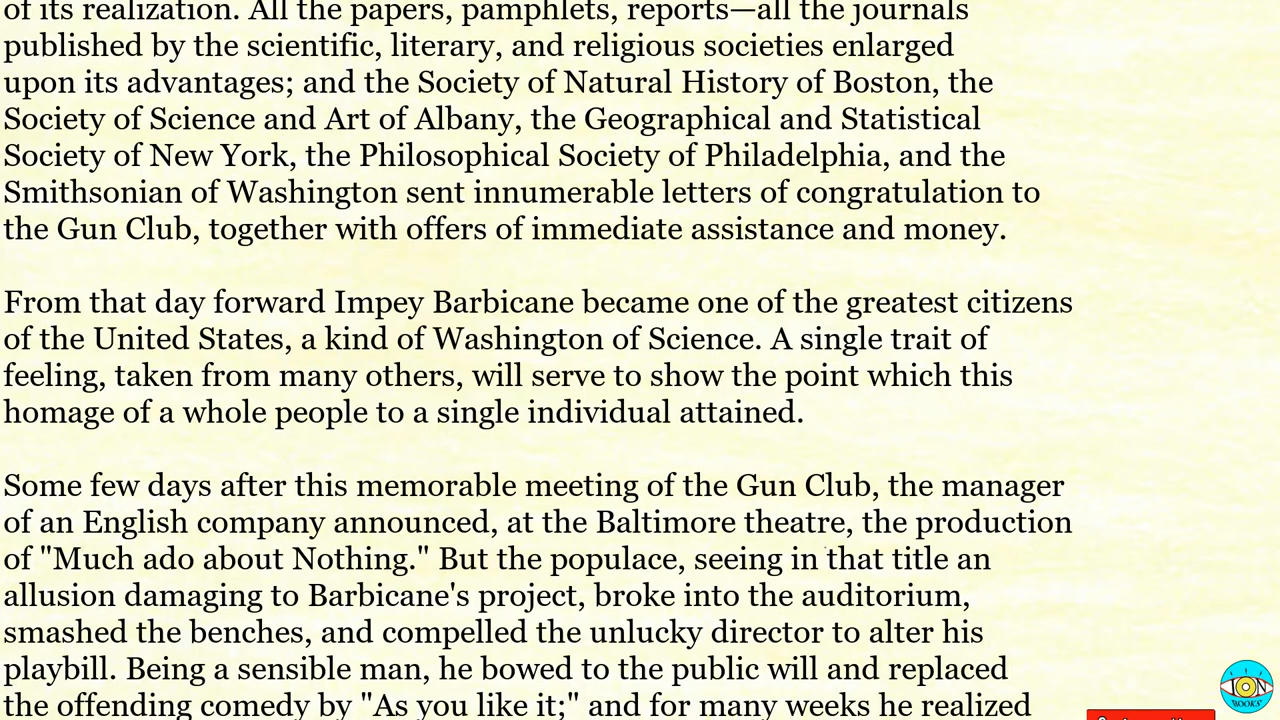 of its realization. All the papers, pamphlets, reports—all the journals
published by the scientific, literary, and religious societies enlarged
upon its advantages; and the Society of Natural History of Boston, the
Society of Science and Art of Albany, the Geographical and Statistical
Society of New York, the Philosophical Society of Philadelphia, and the
Smithsonian of Washington sent innumerable letters of congratulation to
the Gun Club, together with offers of immediate assistance and money.
From that day forward Impey Barbicane became one of the greatest citizens
of the United States, a kind of Washington of Science. A single trait of
feeling, taken from many others, will serve to show the point which this
homage of a whole people to a single individual attained.
Some few days after this memorable meeting of the Gun Club, the manager
of an English company announced, at the Baltimore theatre, the production
of "Much ado about Nothing." But the populace, seeing in that title an
allusion damaging to Barbicane's project, broke into the auditorium,
smashed the benches, and compelled the unlucky director to alter his
playbill. Being a sensible man, he bowed to the public will and replaced
the offending comedy by "As you like it;" and for many weeks he realized
ION
BOOKS